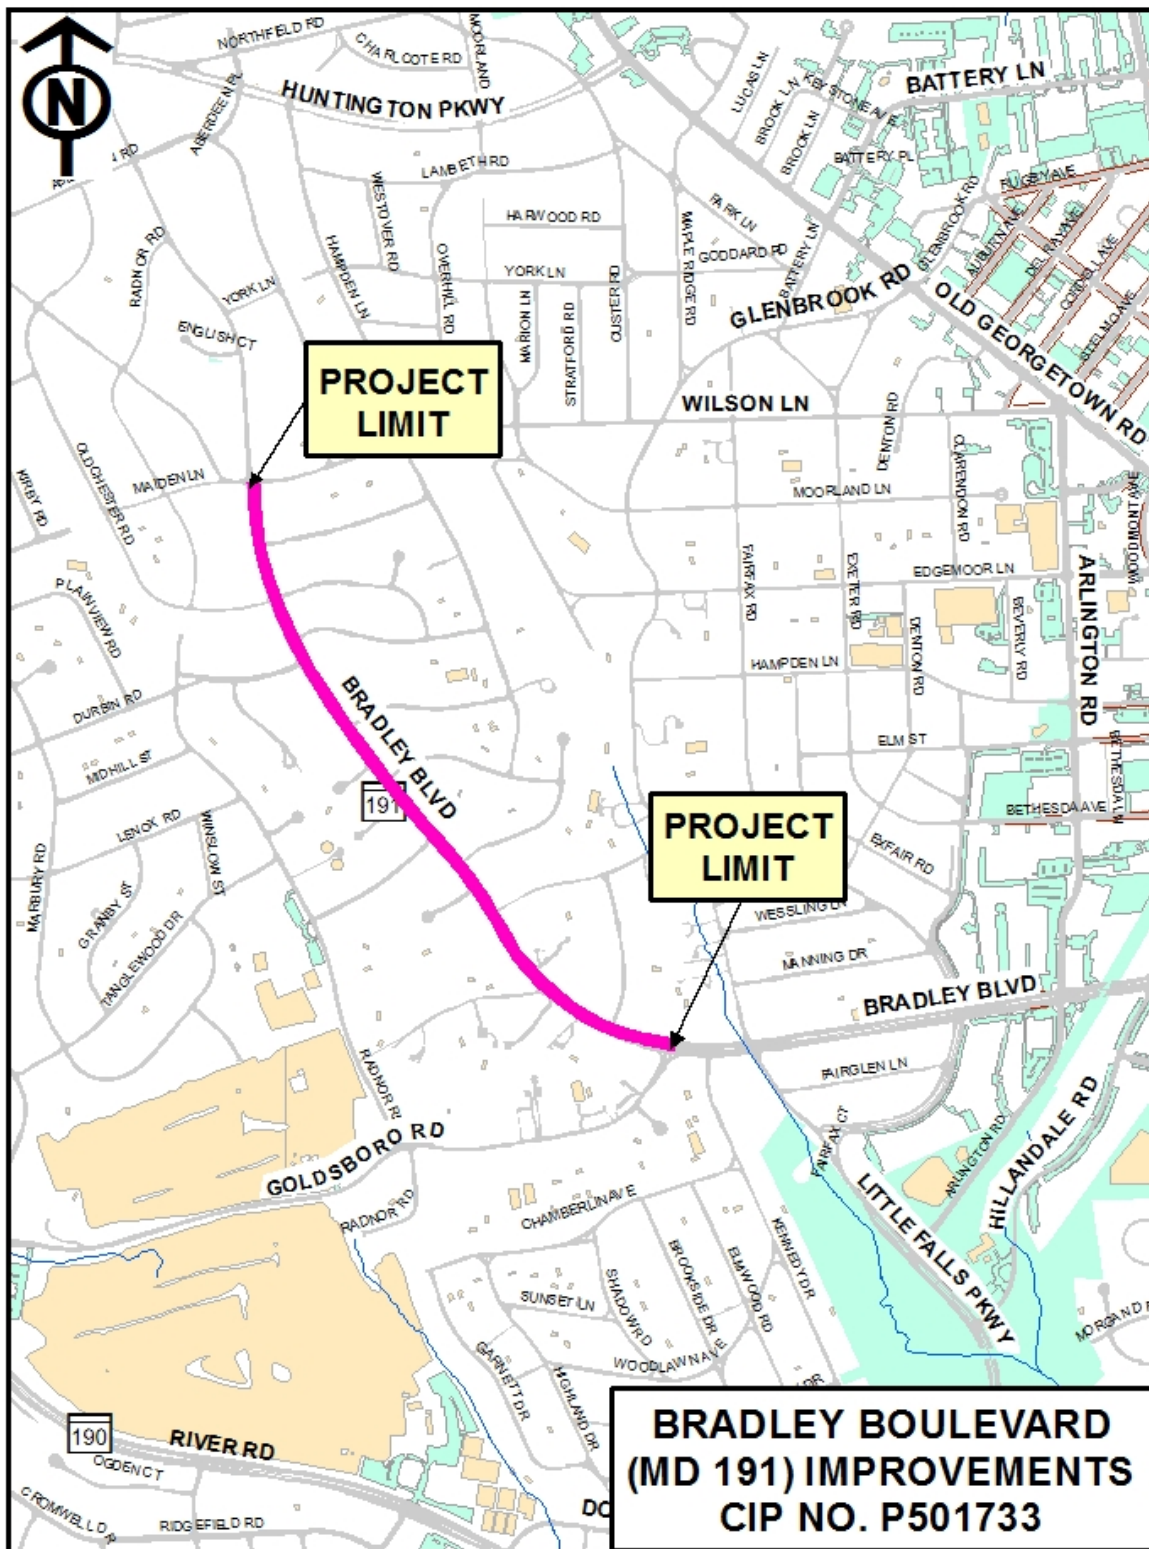 NORTHFIELD RD
CHARLCOTE RD
MOORLAND
LUCAS LN
BROOK LN
KEYSTONE AVE
BATTERY LN
N
ABERDEEN PL
HUNTINGTON PKWY
BROOK LN
BATTERY PL
RD
LAMBETH RD
RUGBY AVE
WESTOVER RD
HARWOOD RD
PARK LN
GLENBROOK RD
AUBURN AVE
DEL RAY AVE
CORDELL AVE
RADNOR RD
HAMPDEN LN
OVERHILL RD
YORK LN
CUSTER RD
MAPLE RIDGE RD
GODDARD RD
BATTERY LN
YORK LN
MARION LN
STRATFORD RD
GLENBROOK RD
OLD GEORGETOWN RD
ST ELMO AVE
ENGLISH CT
PROJECT
LIMIT
WILSON LN
DENTON RD
CLARENDON RD
OLDCHESTER RD
MAIDEN LN
KIRBY RD
MOORLAND LN
WOODMONT AVE
FAIRFAX RD
EXETER RD
EDGEMOOR LN
ARLINGTON RD
PLAINVIEW RD
DENTON RD
BEVERLY RD
HAMPDEN LN
DURBIN RD
BRADLEY BLVD
ELM ST
BETHESDA LN
MIDHILL ST
191
PROJECT
LIMIT
BETHESDA AVE
LENOX RD
WINSLOW ST
EXFAIR RD
MARBURY RD
GRANBY ST
TANGLEWOOD DR
WESSLING LN
MANNING DR
BRADLEY BLVD
RADNOR RD
FAIRGLEN LN
GOLDSBORO RD
FAIRFAX CT
ARLINGTON RD
HILLANDALE RD
RADNOR RD
CHAMBERLIN AVE
LITTLE FALLS PKWY
KENNEDY DR
BROOKSIDE DR
ELMWOOD RD
SUNSET LN
SHADOW RD
WOODLAWN AVE
MORGAN D
GARNETT DR
HIGHLAND DR
DR
190
RIVER RD
OGDEN CT
CROMWELL DR
RIDGEFIELD RD
DO
BRADLEY BOULEVARD
(MD 191) IMPROVEMENTS
CIP NO. P501733